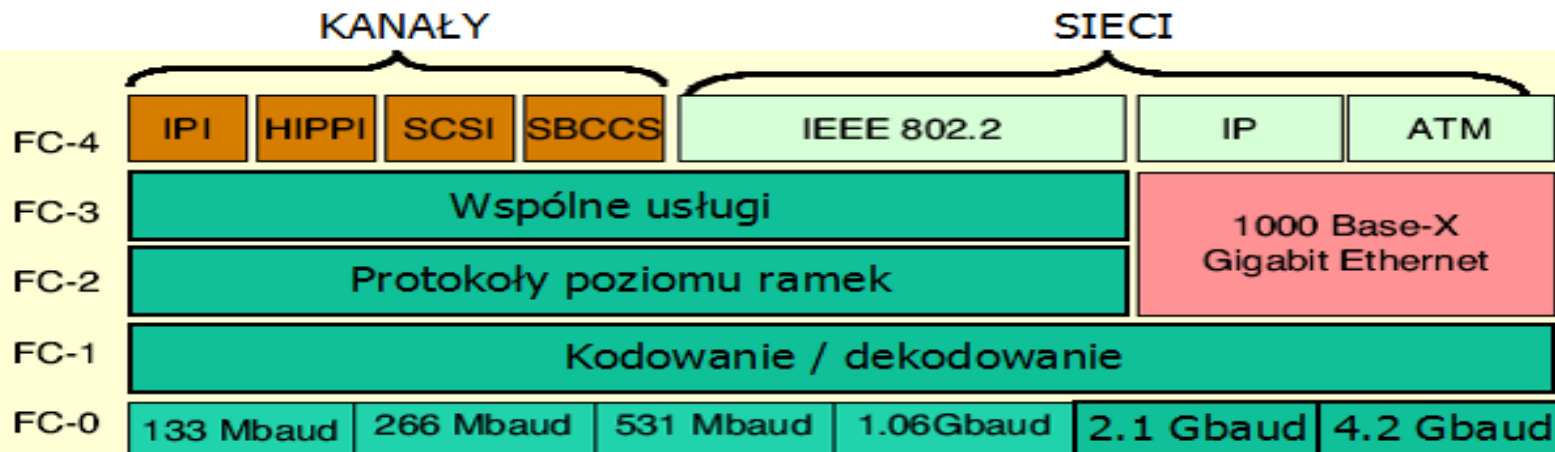 KANAŁY SIECI
FC-4 IPI HIPPI SCSI SBCCS IEEE 802.2 IP ATM
FC-3 Wspólne usługi
1000 Base-X
Gigabit Ethernet
FC-2 Protokoły poziomu ramek
FC-1 Kodowanie / dekodowanie
FC-0 133 Mbaud 266 Mbaud 531 Mbaud 1.06Gbaud 2.1 Gbaud 4.2 Gbaud